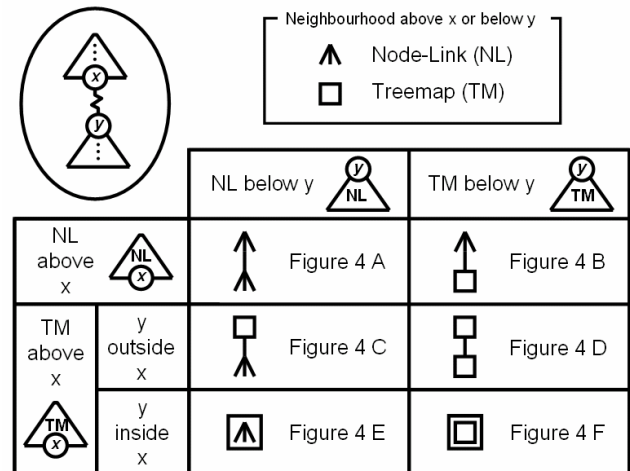 Neighbourhood above x or below y
Node-Link (NL)
Treemap (TM)
x
y
NL below y
y
NL
TM below y
y
TM
NL
above
x
NL
x
Figure 4 A
Figure 4 B
TM
above
x
TM
x
y
outside
x
Figure 4 C
Figure 4 D
y
inside
x
Figure 4 E
Figure 4 F